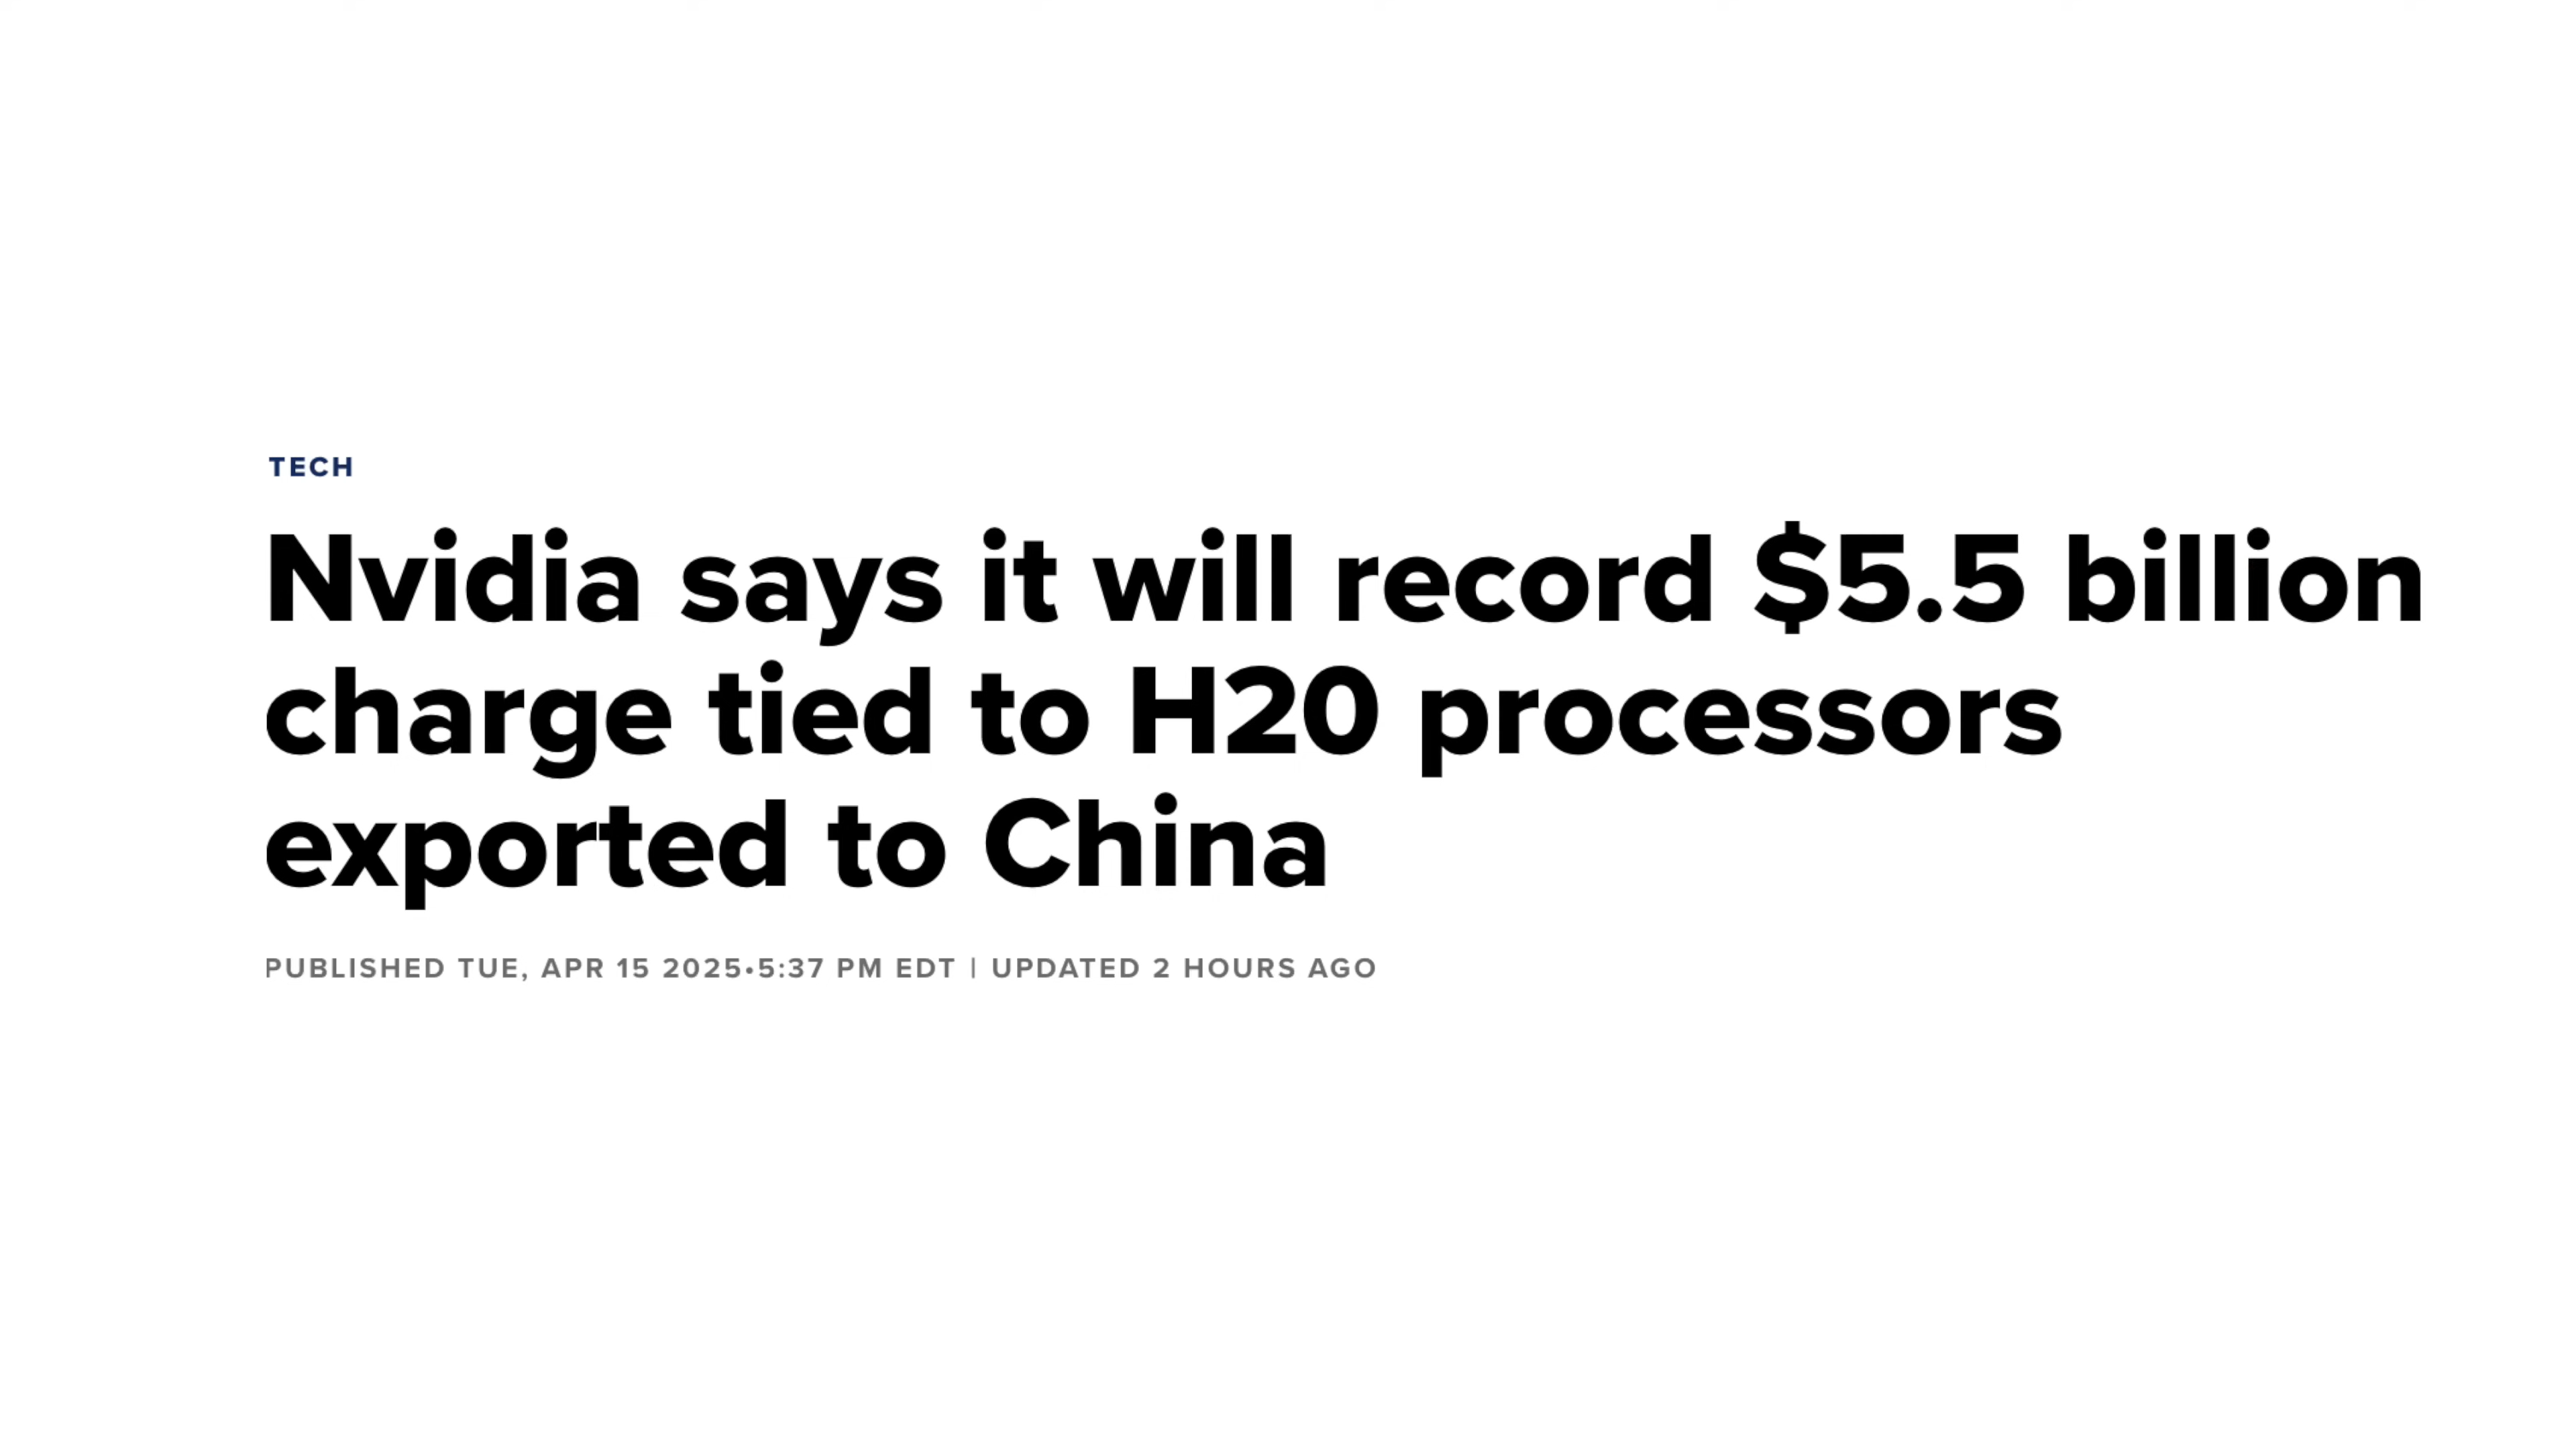 TECH
Nvidia says it will record $5.5 billion
charge tied to H20 processors
exported to China
PUBLISHED TUE, APR 15 2025•5:37 PM EDT | UPDATED 2 HOURS AGO